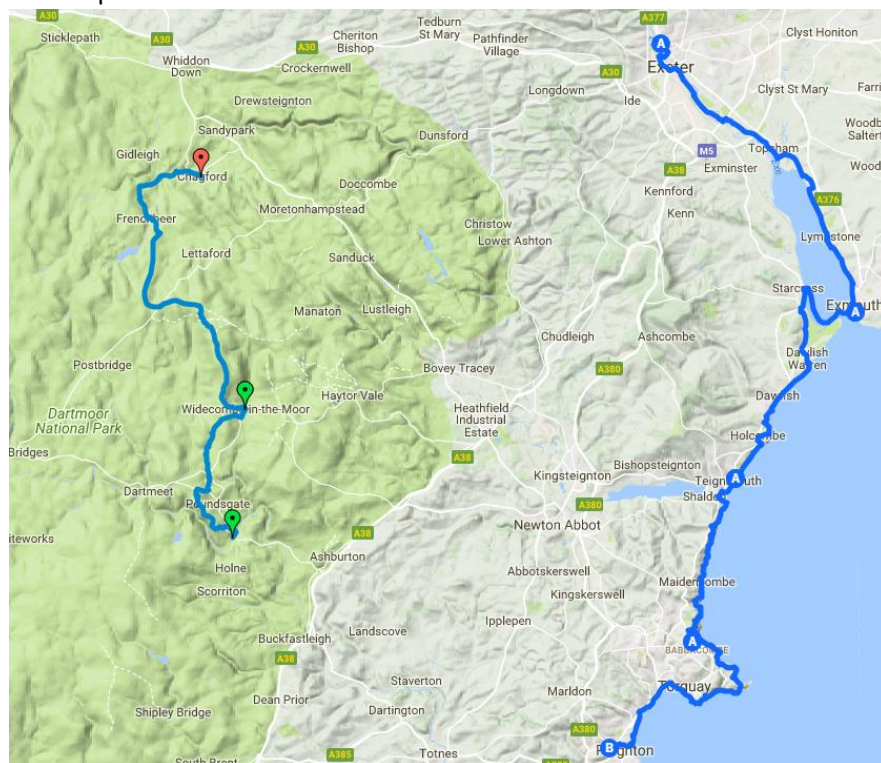 A30
Sticklepath
A30
Whiddon
Down
Cheriton
Bishop
A30
Crockernwell
Tedburn
St Mary
Pathfinder
Village
A377
A
Exeter
Clyst Honiton
Longdown
A30
Ide
Clyst St Mary
Drewsteignton
Sandypark
Gidleigh
Chagford
Dunsford
Doccombe
M5
Topsham
A38
Exminster
Exe
Kennford
Kenn
A376
Moretonhampstead
Christow
Lower Ashton
Lettaford
Sanduck
Lympstone
Starcross
Exmouth
A
Manaton
Lustleigh
Chudleigh
Ashcombe
Dawlish
Warren
Postbridge
Bovey Tracey
A380
Haytor Vale
Dawlish
Widecombe-in-the-Moor
Dartmoor
National Park
Heathfield
Industrial
Estate
Holcombe
A38
Kingsteignton
Bishopsteignton
A
Teignmouth
Shaldon
Dartmeet
Poundsgate
A380
Newton Abbot
A38
Ashburton
Holne
Scorriton
Abbotskerswell
Kingskerswell
Maidencombe
Ipplepen
Buckfastleigh
Landscove
A
BABBACOMBE
A38
Staverton
Torquay
Dean Prior
Marldon
Dartington
Shipley Bridge
A380
B
Paignton
A385
Totnes
South Brent